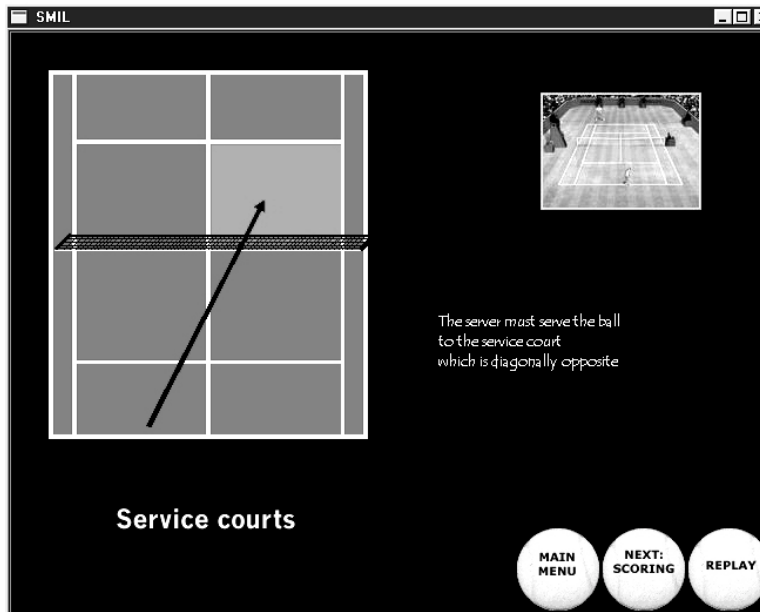 SMIL
The server must serve the ball
to the service court
which is diagonally opposite
Service courts
MAIN
MENU
NEXT:
SCORING
REPLAY